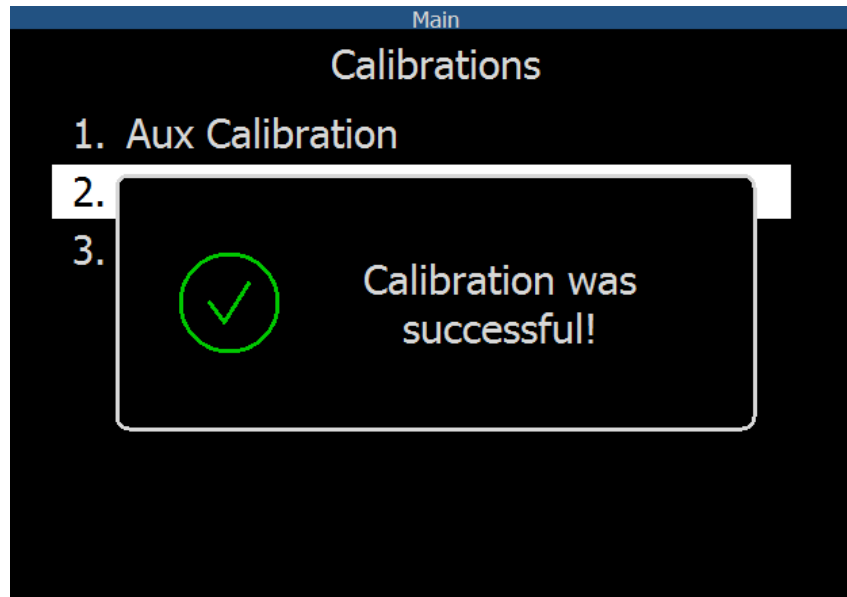 Main
Calibrations
1. Aux Calibration
2.
3.
Calibration was
successful!